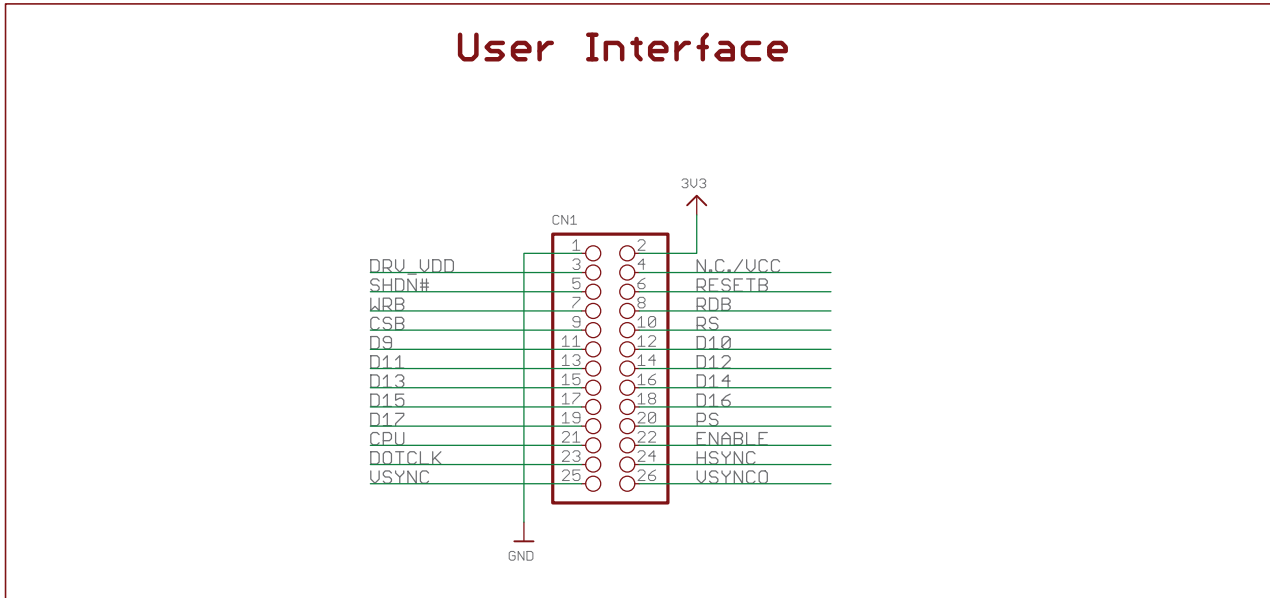 User Interface
3V3
CN1
1 2
DRV_VDD 3 4 N.C./VCC
SHDN# 5 6 RESETB
WRB 7 8 RDB
CSB 9 10 RS
D9 11 12 D10
D11 13 14 D12
D13 15 16 D14
D15 17 18 D16
D17 19 20 PS
CPU 21 22 ENABLE
DOTCLK 23 24 HSYNC
VSYNC 25 26 VSYNCO
GND